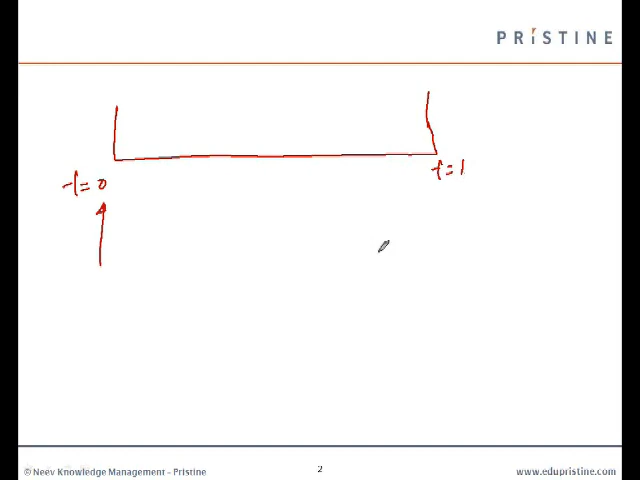 PRISTINE
t=0
t=1
© Neev Knowledge Management – Pristine
2
www.edupristine.com